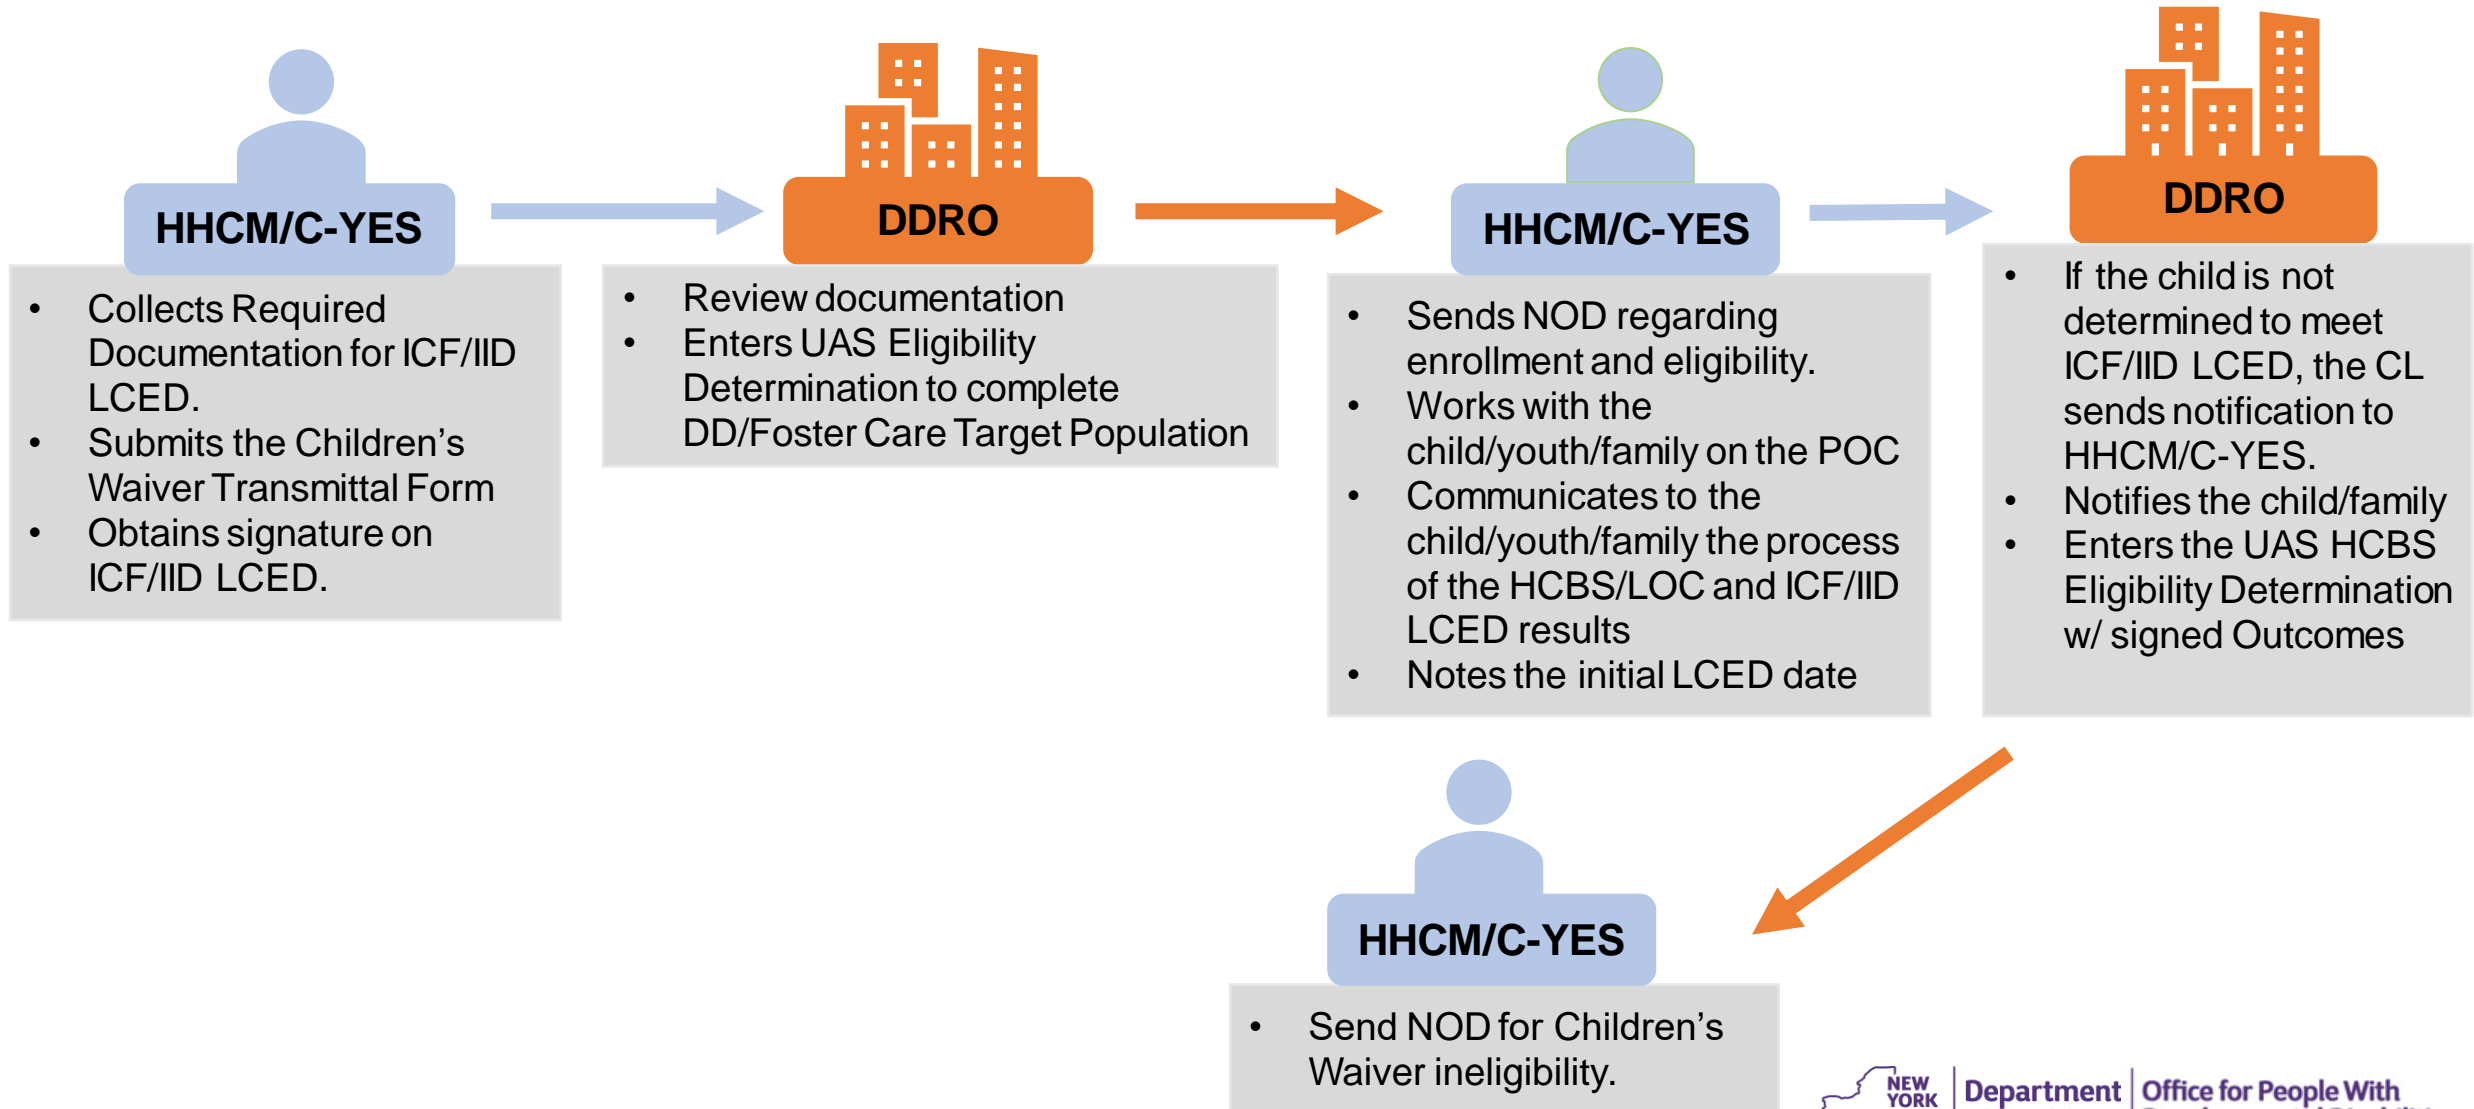 HHCM/C-YES
• Collects Required
Documentation for ICF/IID
LCED.
• Submits the Children's
Waiver Transmittal Form
• Obtains signature on
ICF/IID LCED.
DDRO
• Review documentation
• Enters UAS Eligibility
Determination to complete
DD/Foster Care Target Population
HHCM/C-YES
• Sends NOD regarding
enrollment and eligibility.
• Works with the
child/youth/family on the POC
• Communicates to the
child/youth/family the process
of the HCBS/LOC and ICF/IID
LCED results
• Notes the initial LCED date
DDRO
• If the child is not
determined to meet
ICF/IID LCED, the CL
sends notification to
HHCM/C-YES.
• Notifies the child/family
• Enters the UAS HCBS
Eligibility Determination
w/ signed Outcomes
HHCM/C-YES
• Send NOD for Children's
Waiver ineligibility.
NEW
YORK
Department
Office for People With